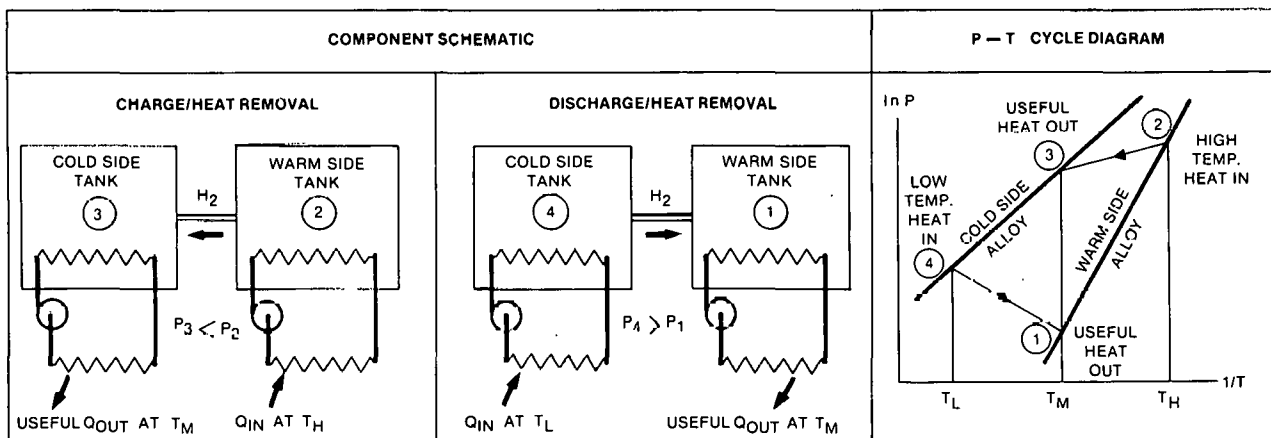 COMPONENT SCHEMATIC
P – T CYCLE DIAGRAM
CHARGE/HEAT REMOVAL
COLD SIDE
TANK
3
H2
WARM SIDE
TANK
2
P3 < P2
USEFUL QOUT AT TM
QIN AT TH
DISCHARGE/HEAT REMOVAL
COLD SIDE
TANK
4
H2
WARM SIDE
TANK
1
P4 > P1
QIN AT TL
USEFUL QOUT AT TM
ln P
USEFUL
HEAT OUT
3
2
HIGH
TEMP.
HEAT IN
LOW
TEMP.
HEAT
IN
4
COLD SIDE
ALLOY
WARM SIDE
ALLOY
1
USEFUL
HEAT
OUT
1/T
TL
TM
TH